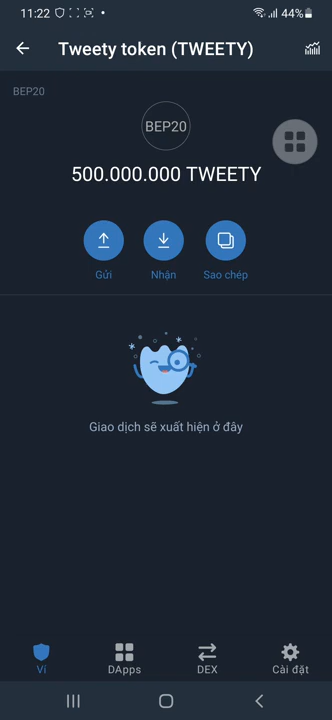 11:22
44%
Tweety token (TWEETY)
BEP20
BEP20
500.000.000 TWEETY
Gửi
Nhận
Sao chép
Giao dịch sẽ xuất hiện ở đây
Ví
DApps
DEX
Cài đặt